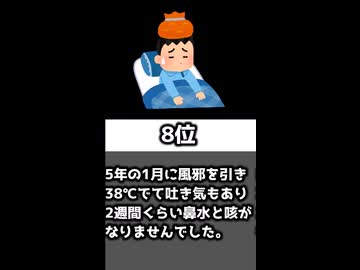 8位
5年の1月に風邪を引き
38℃でて吐き気もあり
2週間くらい鼻水と咳が
なりませんでした。